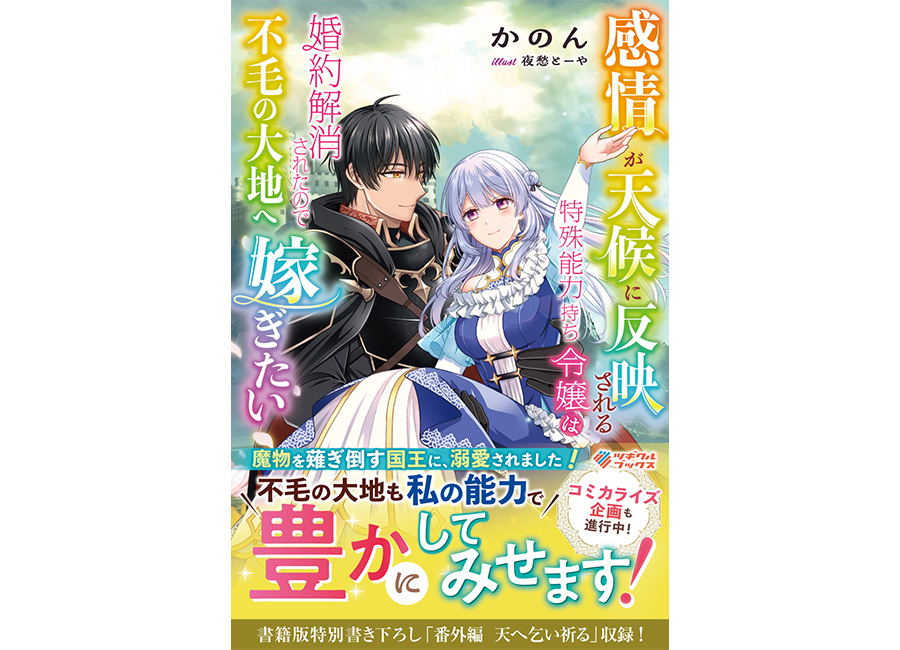 感情が天候に反映される
特殊能力持ち令嬢は
婚約解消されたので
不毛の大地へ嫁ぎたい
かのん
illust 夜愁とーや
魔物を薙ぎ倒す国王に、溺愛されました!
ツギクルブックス
不毛の大地も私の能力で
豊かにしてみせます!
コミカライズ
企画も
進行中!
書籍版特別書き下ろし「番外編 天へ乞い祈る」収録!